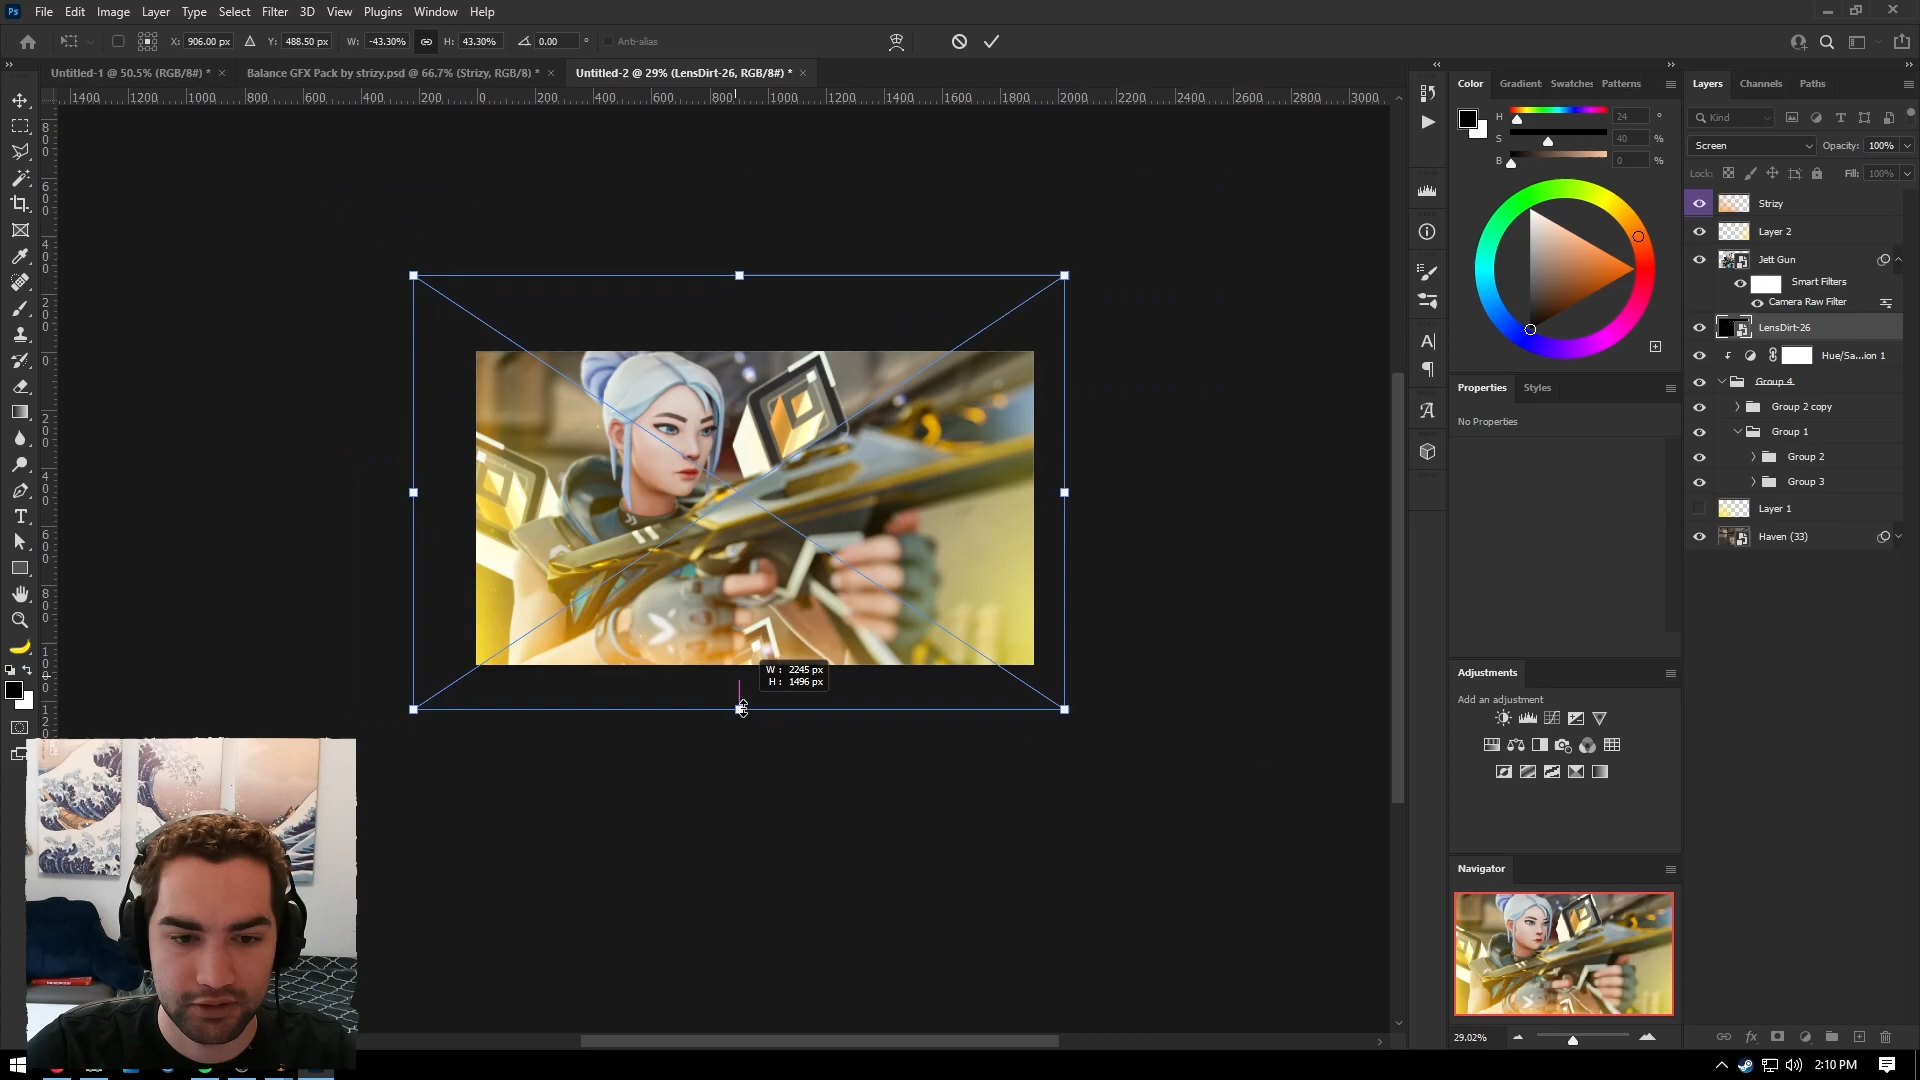 Ps File Edit Image Layer Type Select Filter 3D View Plugins Window Help
X: 906.00 px Y: 488.50 px W: -43.30% H: 43.30% 0.00 ° Anti-alias
Untitled-1 @ 50.5% (RGB/8#) * Balance GFX Pack by strizy.psd @ 66.7% (Strizy, RGB/8) * Untitled-2 @ 29% (LensDirt-26, RGB/8#) *
1400 1200 1000 800 600 400 200 0 200 400 600 800 1000 1200 1400 1600 1800 2000 2200 2400 2600 2800 3000
Color Gradient Swatches Patterns
H 24 °
S 40 %
B 0 %
Properties Styles
No Properties
Adjustments
Add an adjustment
Navigator
29.02%
Layers Channels Paths
Kind
Screen Opacity: 100%
Lock: Fill: 100%
Strizy
Layer 2
Jett Gun
Smart Filters
Camera Raw Filter
LensDirt-26
Hue/Sa...ion 1
Group 4
Group 2 copy
Group 1
Group 2
Group 3
Layer 1
Haven (33)
W : 2245 px
H : 1496 px
2:10 PM